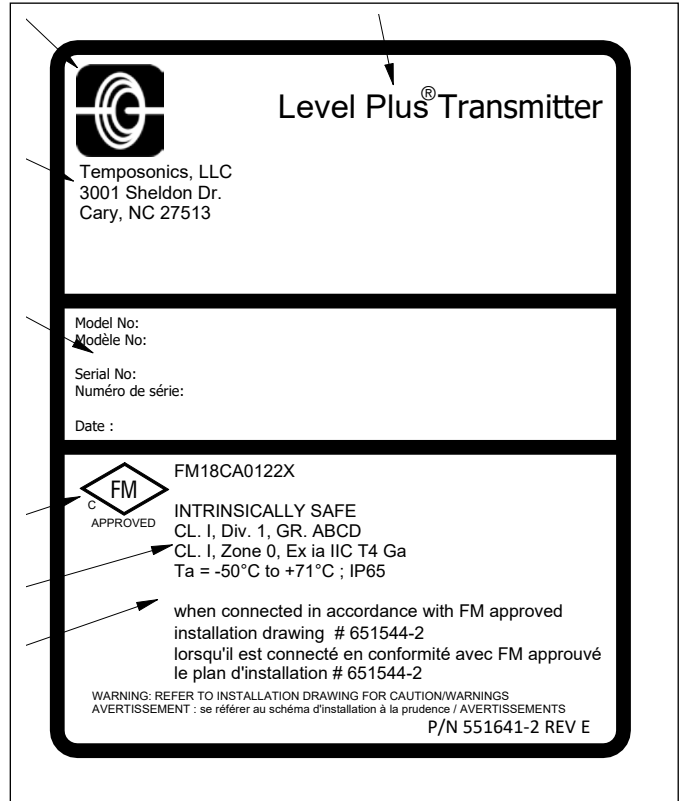 Level Plus® Transmitter
Temposonics, LLC
3001 Sheldon Dr.
Cary, NC 27513
Model No:
Modèle No:
Serial No:
Numéro de série:
Date :
FM
C
APPROVED
FM18CA0122X
INTRINSICALLY SAFE
CL. I, Div. 1, GR. ABCD
CL. I, Zone 0, Ex ia IIC T4 Ga
Ta = -50°C to +71°C ; IP65
when connected in accordance with FM approved
installation drawing # 651544-2
lorsqu'il est connecté en conformité avec FM approuvé
le plan d'installation # 651544-2
WARNING: REFER TO INSTALLATION DRAWING FOR CAUTION/WARNINGS
AVERTISSEMENT : se référer au schéma d'installation à la prudence / AVERTISSEMENTS
P/N 551641-2 REV E